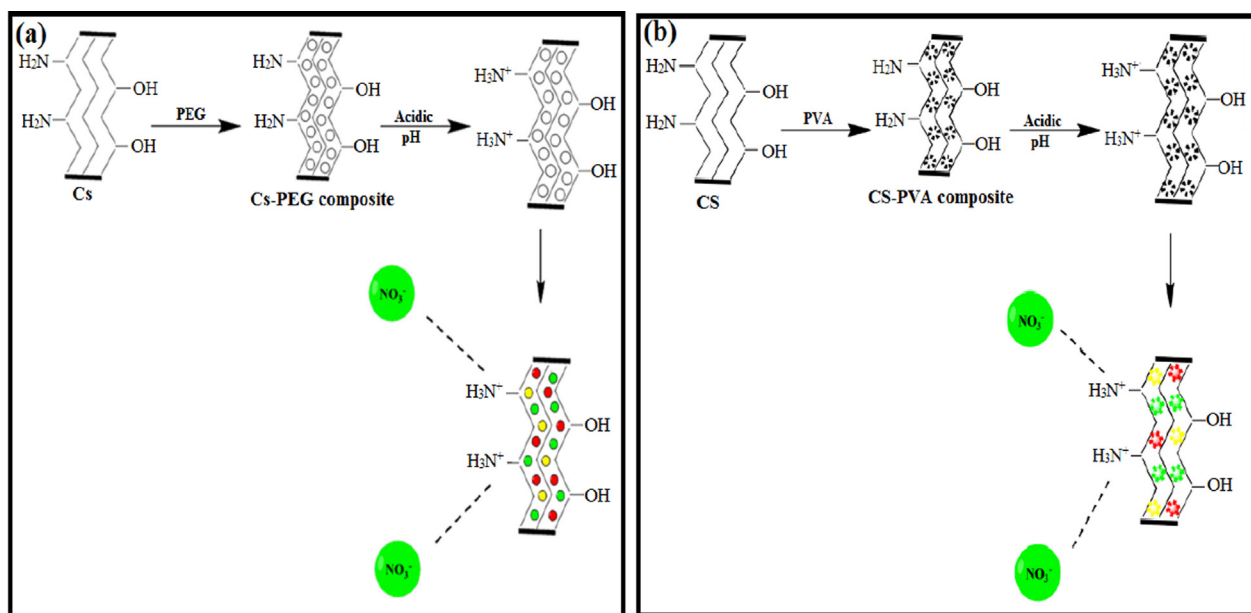 (a)
H2N
OH
H2N
OH
Cs
PEG
H2N
OH
H2N
OH
Cs-PEG composite
Acidic
pH
H3N+
OH
H3N+
OH
NO3-
H3N+
OH
H3N+
OH
NO3-
(b)
H2N
OH
H2N
OH
CS
PVA
H2N
OH
H2N
OH
CS-PVA composite
Acidic
pH
H3N+
OH
H3N+
OH
NO3-
H3N+
OH
H3N+
OH
NO3-